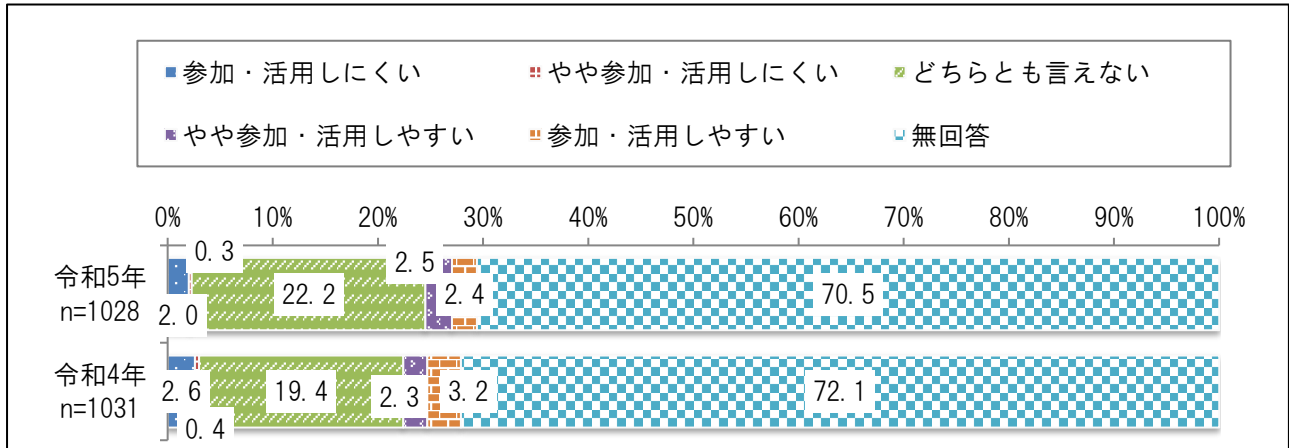 参加・活用しにくい やや参加・活用しにくい どちらとも言えない
やや参加・活用しやすい 参加・活用しやすい 無回答
0% 10% 20% 30% 40% 50% 60% 70% 80% 90% 100%
令和5年
n=1028
2.0 0.3 22.2 2.5 2.4 70.5
令和4年
n=1031
2.6 0.4 19.4 2.3 3.2 72.1